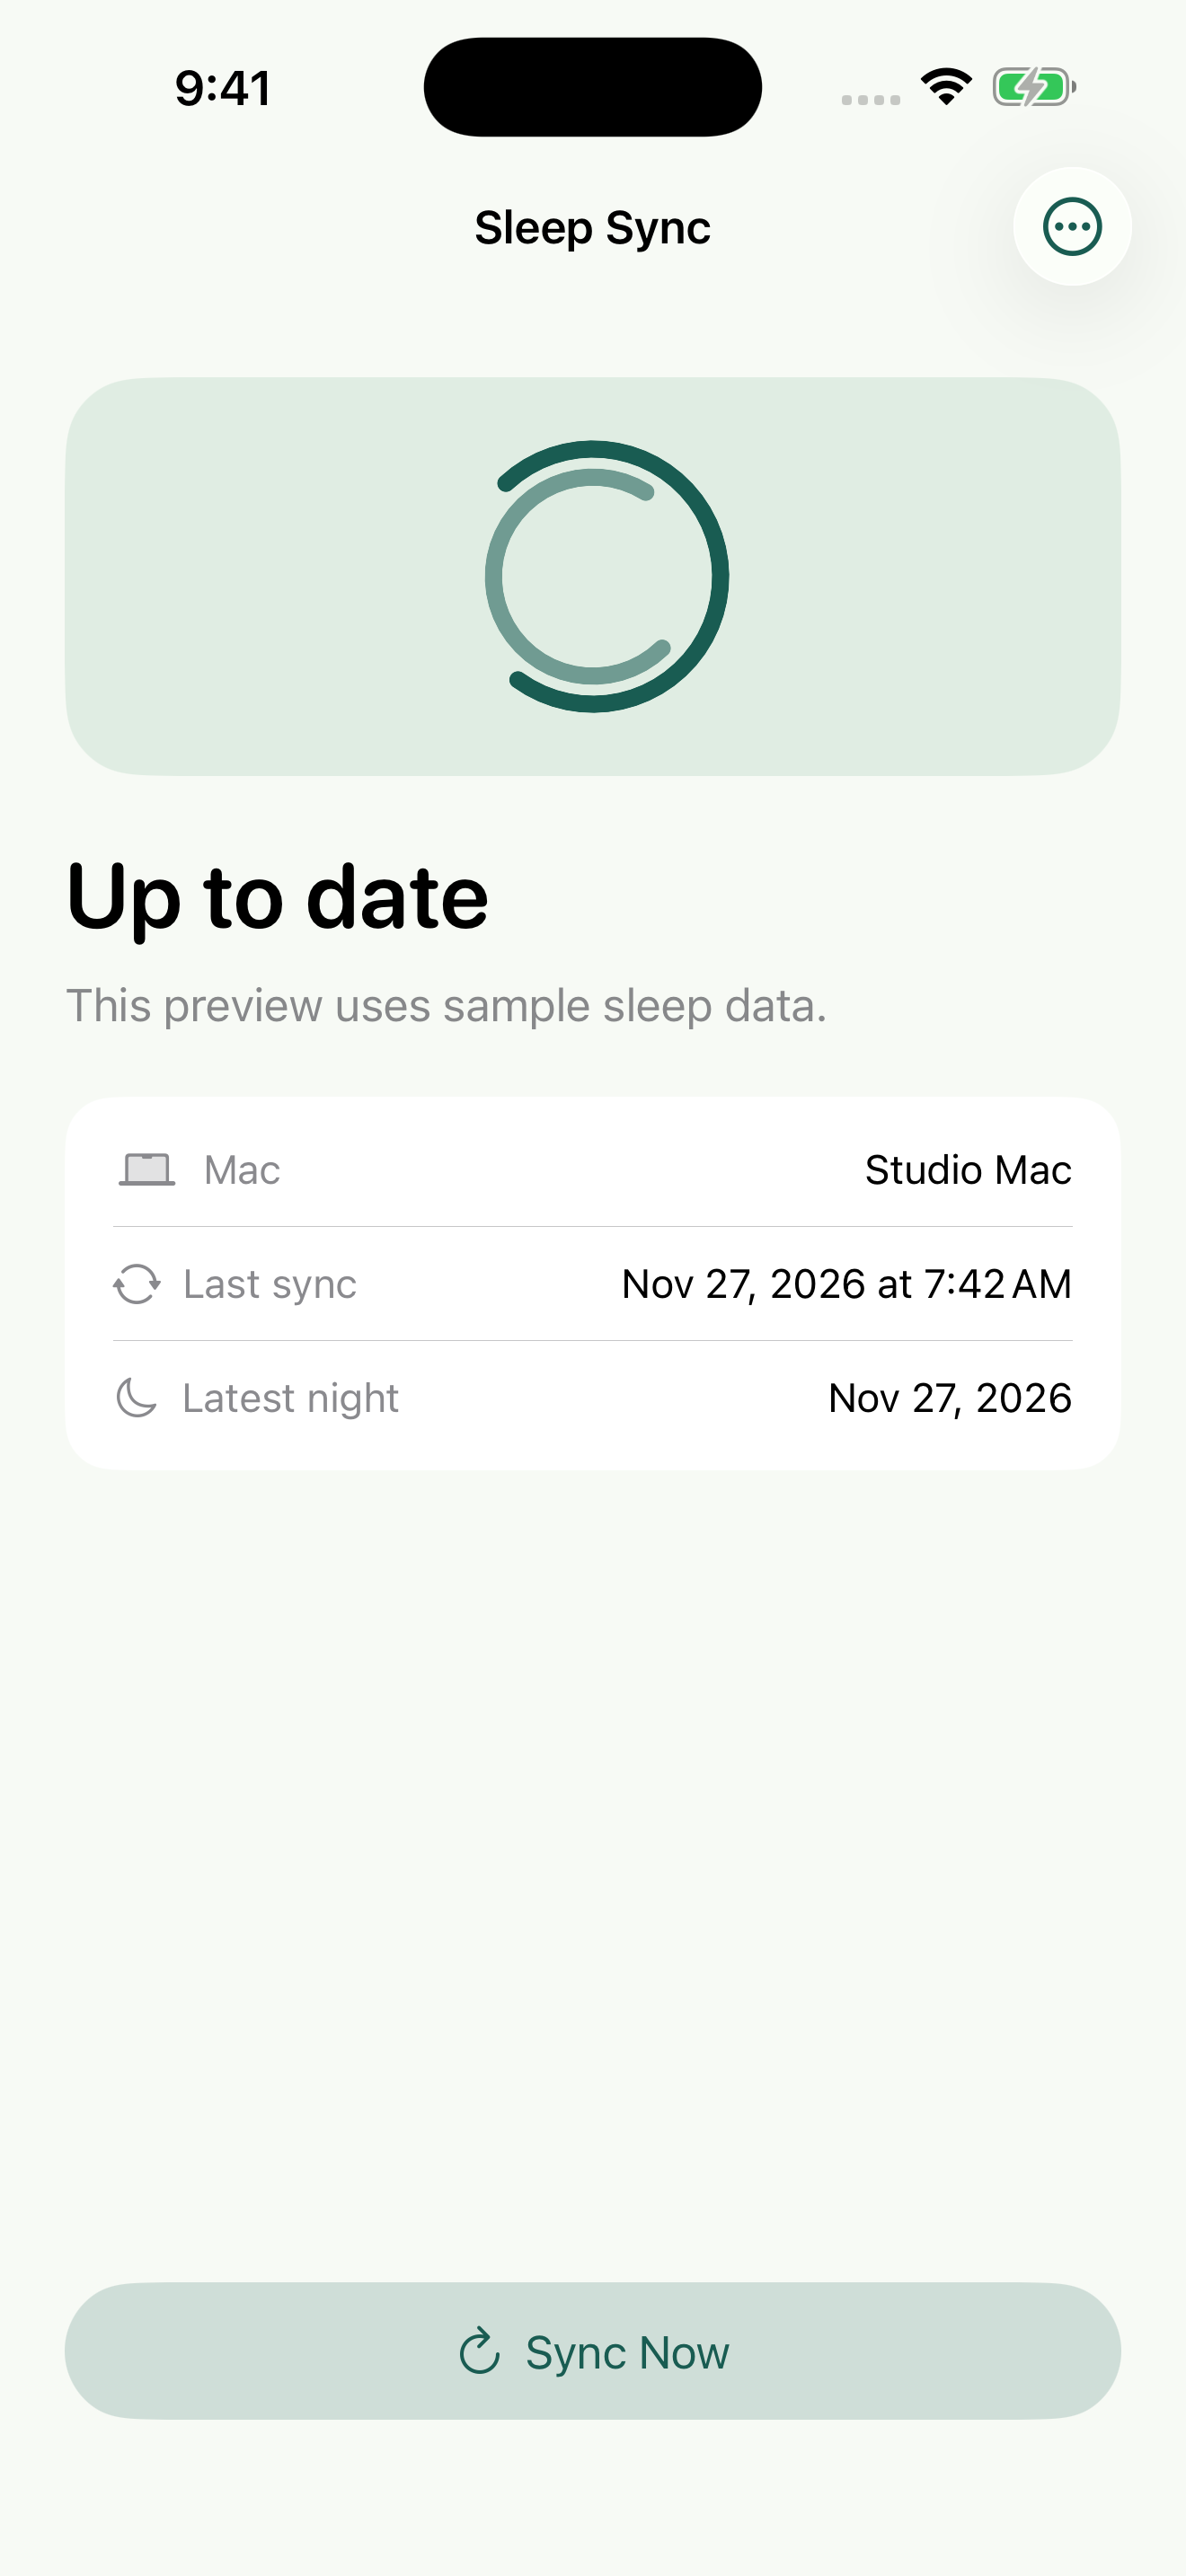 9:41
Sleep Sync
Up to date
This preview uses sample sleep data.
Mac Studio Mac
Last sync Nov 27, 2026 at 7:42 AM
Latest night Nov 27, 2026
Sync Now